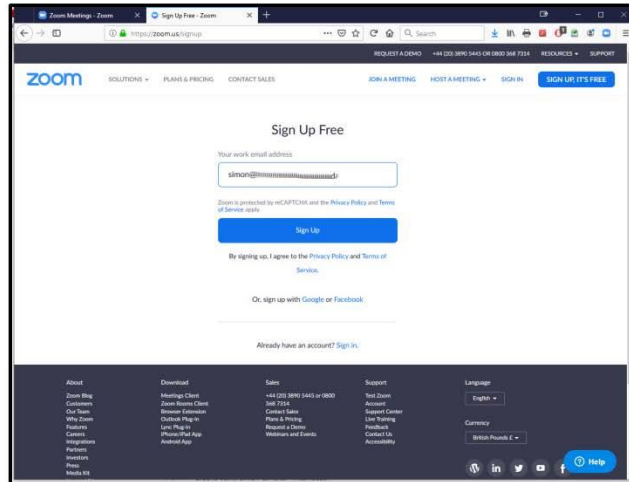 Zoom Meetings - Zoom
Sign Up Free - Zoom
https://zoom.us/signup
Search
REQUEST A DEMO +44 (20) 3890 5445 OR 0800 368 7314 RESOURCES SUPPORT
zoom
SOLUTIONS PLANS & PRICING CONTACT SALES JOIN A MEETING HOST A MEETING SIGN IN SIGN UP, IT'S FREE
Sign Up Free
Your work email address
simon@
Zoom is protected by reCAPTCHA and the Privacy Policy and Terms
of Service apply.
Sign Up
By signing up, I agree to the Privacy Policy and Terms of
Service.
Or, sign up with Google or Facebook
Already have an account? Sign in.
About
Zoom Blog
Customers
Our Team
Why Zoom
Features
Careers
Integrations
Partners
Investors
Press
Media Kit
Download
Meetings Client
Zoom Rooms Client
Browser Extension
Outlook Plug-in
Lync Plug-in
iPhone/iPad App
Android App
Sales
+44 (20) 3890 5445 or 0800
368 7314
Contact Sales
Plans & Pricing
Request a Demo
Webinars and Events
Support
Test Zoom
Account
Support Center
Live Training
Feedback
Contact Us
Accessibility
Language
English
Currency
British Pounds £
Help